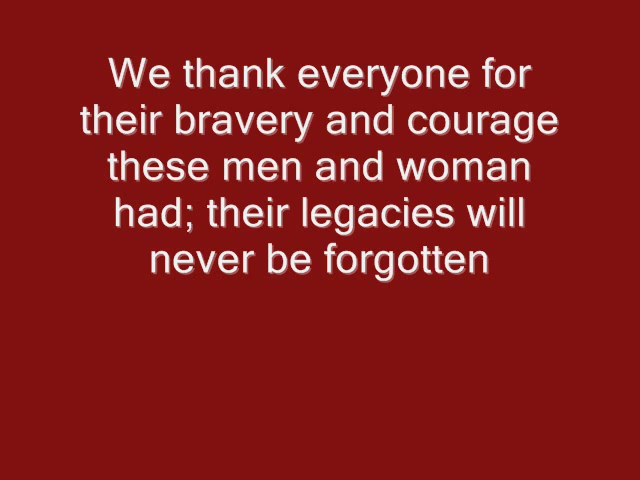 We thank everyone for
their bravery and courage
these men and woman
had; their legacies will
never be forgotten